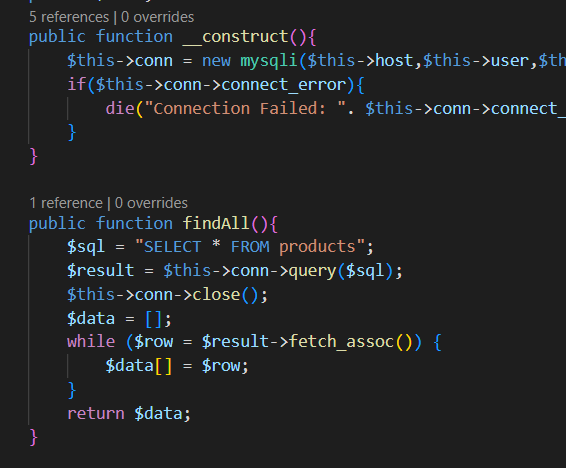 5 references | 0 overrides
public function __construct(){
$this->conn = new mysqli($this->host,$this->user,$th
if($this->conn->connect_error){
die("Connection Failed: ". $this->conn->connect_
}
}
1 reference | 0 overrides
public function findAll(){
$sql = "SELECT * FROM products";
$result = $this->conn->query($sql);
$this->conn->close();
$data = [];
while ($row = $result->fetch_assoc()) {
$data[] = $row;
}
return $data;
}